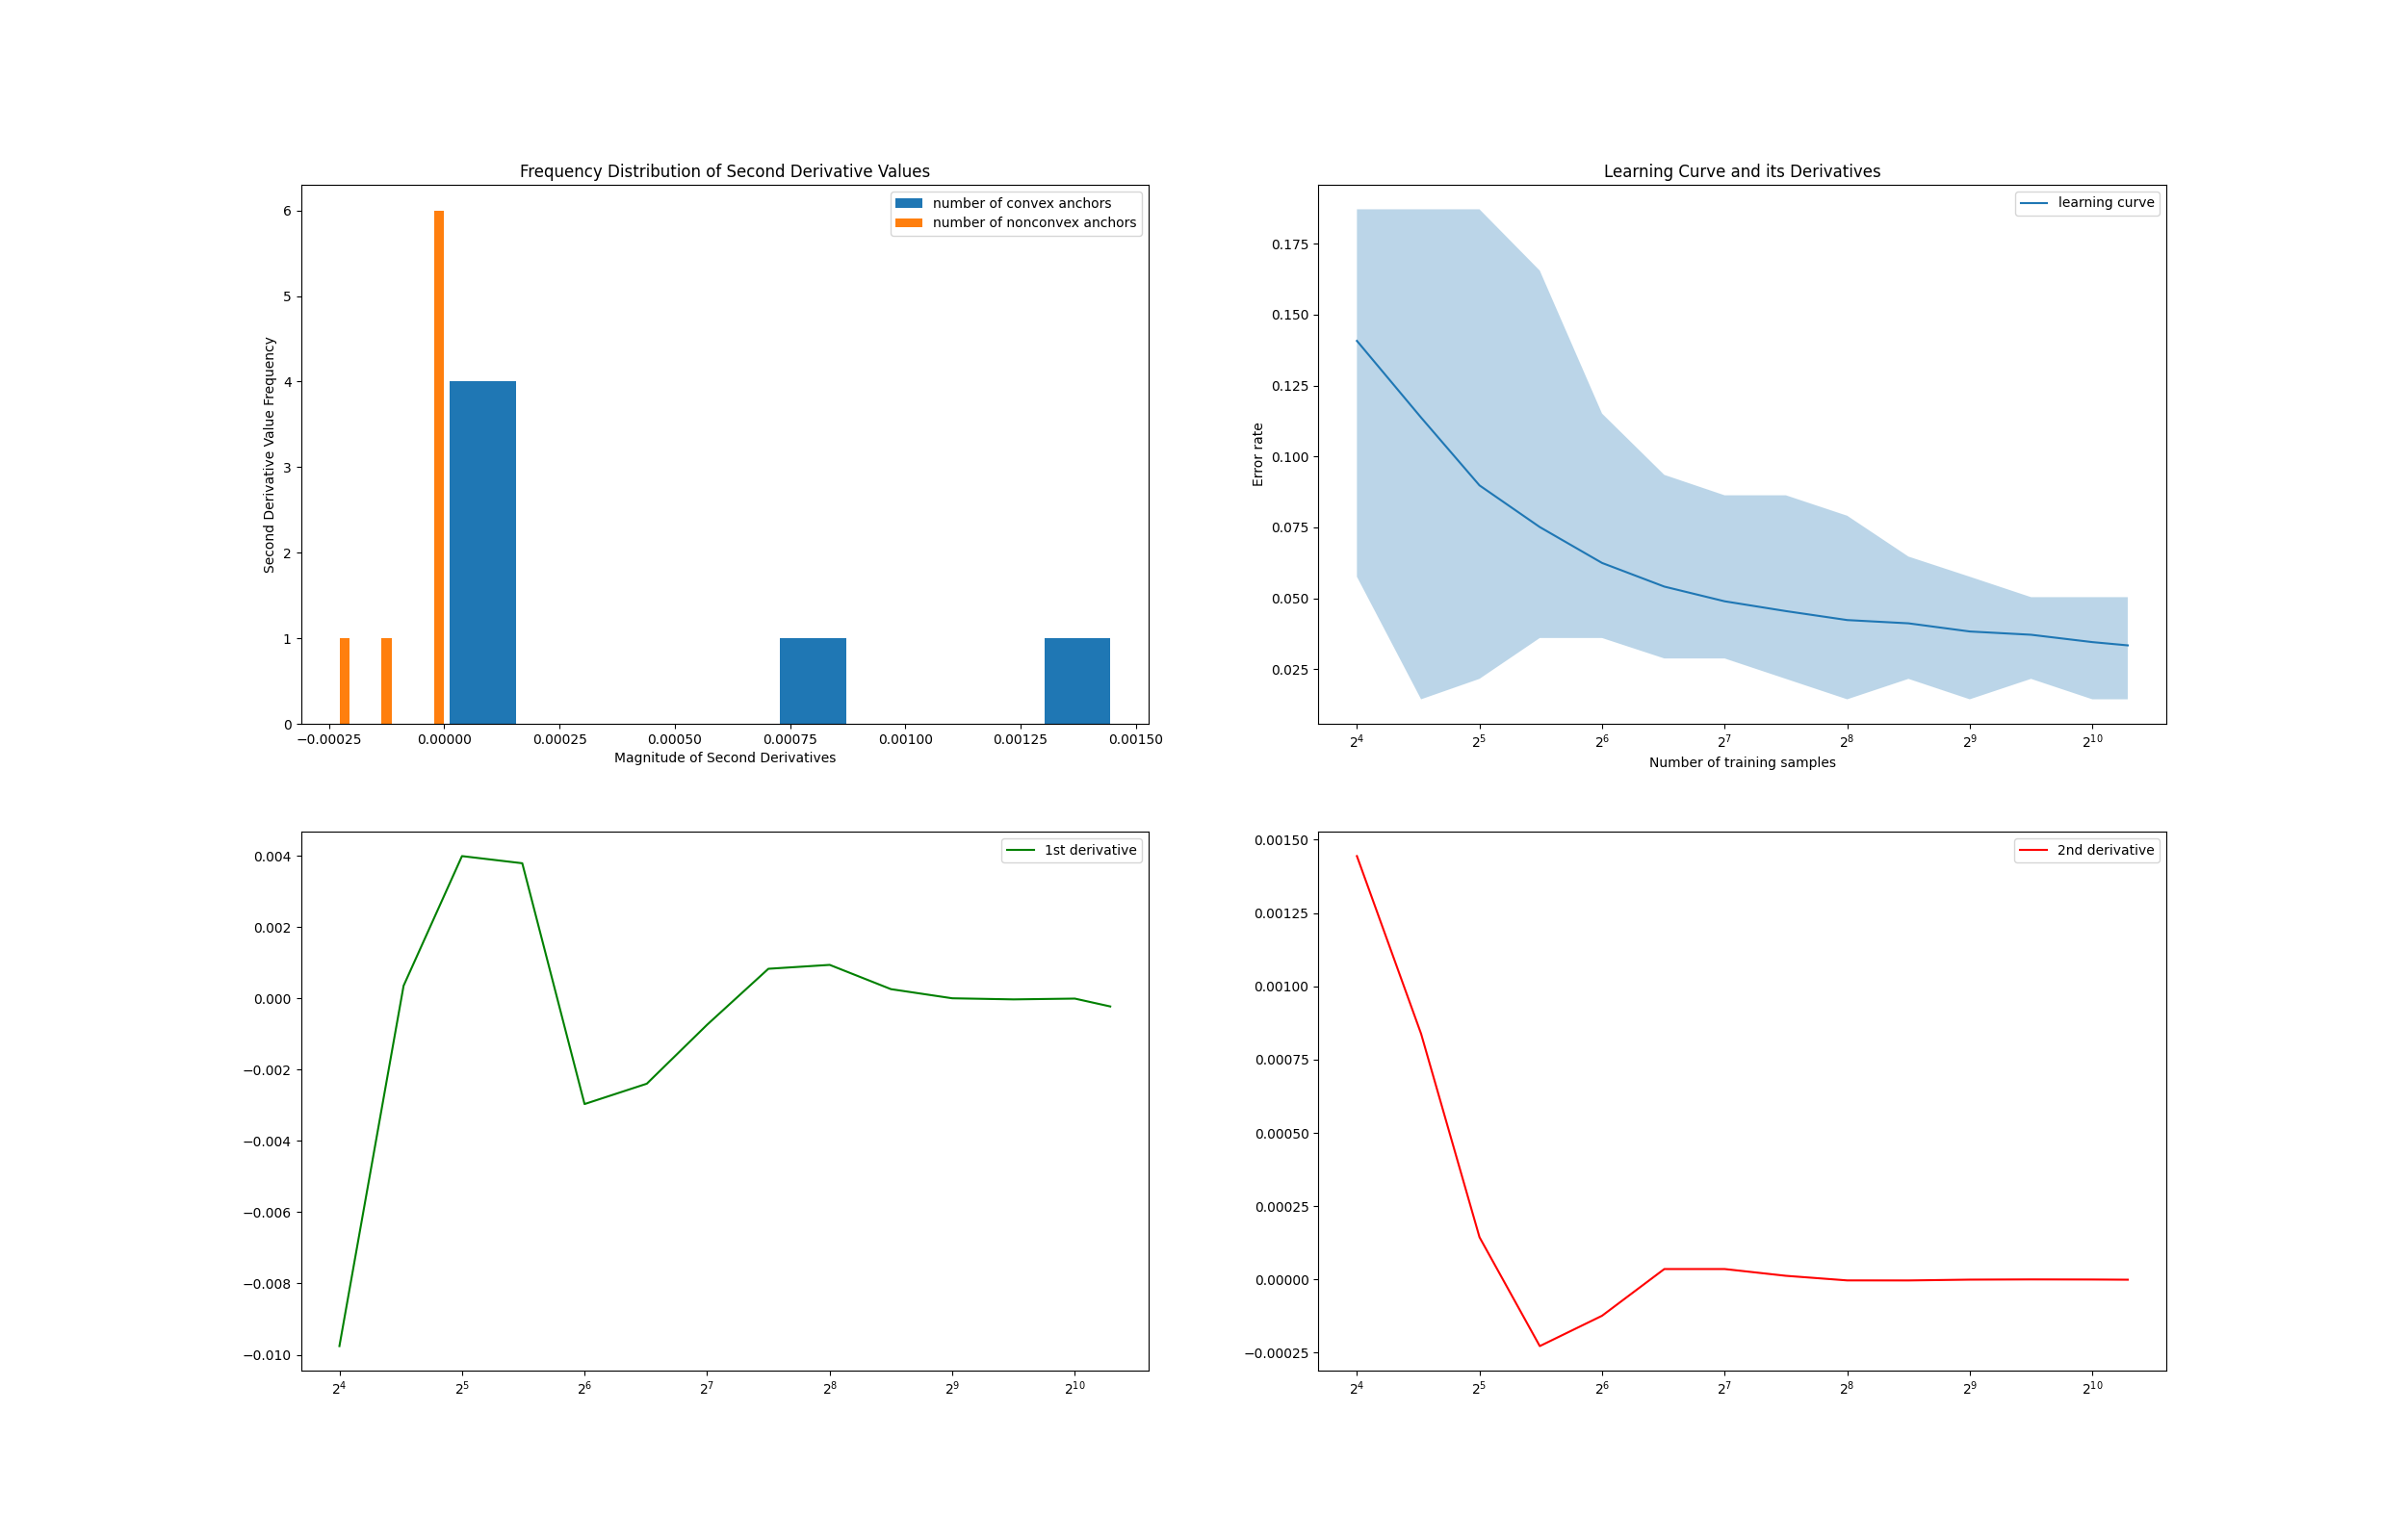 Frequency Distribution of Second Derivative Values
number of convex anchors
number of nonconvex anchors
6
5
4
3
2
1
0
Second Derivative Value Frequency
−0.00025 0.00000 0.00025 0.00050 0.00075 0.00100 0.00125 0.00150
Magnitude of Second Derivatives
Learning Curve and its Derivatives
learning curve
0.175
0.150
0.125
0.100
0.075
0.050
0.025
Error rate
2^4 2^5 2^6 2^7 2^8 2^9 2^10
Number of training samples
1st derivative
0.004
0.002
0.000
−0.002
−0.004
−0.006
−0.008
−0.010
2^4 2^5 2^6 2^7 2^8 2^9 2^10
2nd derivative
0.00150
0.00125
0.00100
0.00075
0.00050
0.00025
0.00000
−0.00025
2^4 2^5 2^6 2^7 2^8 2^9 2^10